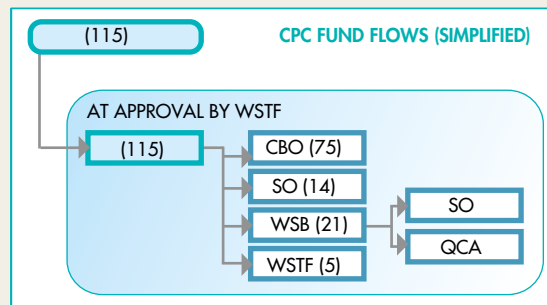 (115)
CPC FUND FLOWS (SIMPLIFIED)
AT APPROVAL BY WSTF
(115)
CBO (75)
SO (14)
WSB (21)
WSTF (5)
SO
QCA